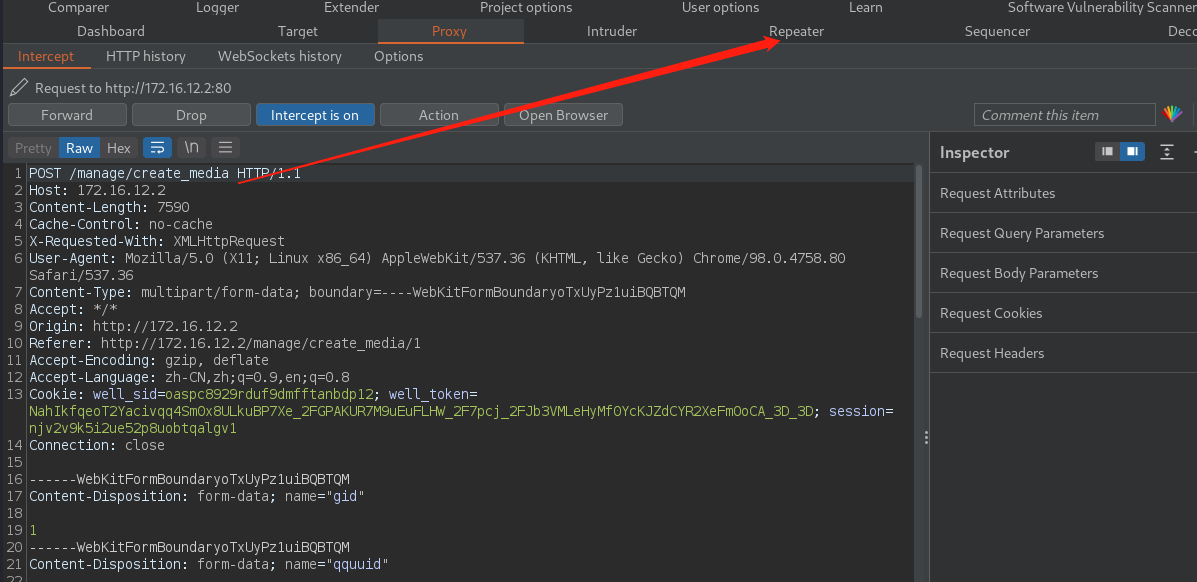 Comparer Logger Extender Project options User options Learn Software Vulnerability Scanner
Dashboard Target Proxy Intruder Repeater Sequencer Deco
Intercept HTTP history WebSockets history Options
Request to http://172.16.12.2:80
Forward Drop Intercept is on Action Open Browser Comment this item
Pretty Raw Hex \n Inspector
1 POST /manage/create_media HTTP/1.1
2 Host: 172.16.12.2
3 Content-Length: 7590
4 Cache-Control: no-cache
5 X-Requested-With: XMLHttpRequest
6 User-Agent: Mozilla/5.0 (X11; Linux x86_64) AppleWebKit/537.36 (KHTML, like Gecko) Chrome/98.0.4758.80
Safari/537.36
7 Content-Type: multipart/form-data; boundary=----WebKitFormBoundaryoTxUyPz1uiBQBTQM
8 Accept: */*
9 Origin: http://172.16.12.2
10 Referer: http://172.16.12.2/manage/create_media/1
11 Accept-Encoding: gzip, deflate
12 Accept-Language: zh-CN,zh;q=0.9,en;q=0.8
13 Cookie: well_sid=oaspc8929rduf9dmfftanbdp12; well_token=
NahIkfqeoT2Yacivqq4SmOx8ULkuBP7Xe_2FGPAKUR7M9uEuFLHW_2F7pcj_2FJb3VMLeHyMfOYcKJZdCYR2XeFmOoCA_3D_3D; session=
njv2v9k5i2ue52p8uobtqalgv1
14 Connection: close
15
16 ------WebKitFormBoundaryoTxUyPz1uiBQBTQM
17 Content-Disposition: form-data; name="gid"
18
19 1
20 ------WebKitFormBoundaryoTxUyPz1uiBQBTQM
21 Content-Disposition: form-data; name="qquuid"
22
Request Attributes
Request Query Parameters
Request Body Parameters
Request Cookies
Request Headers